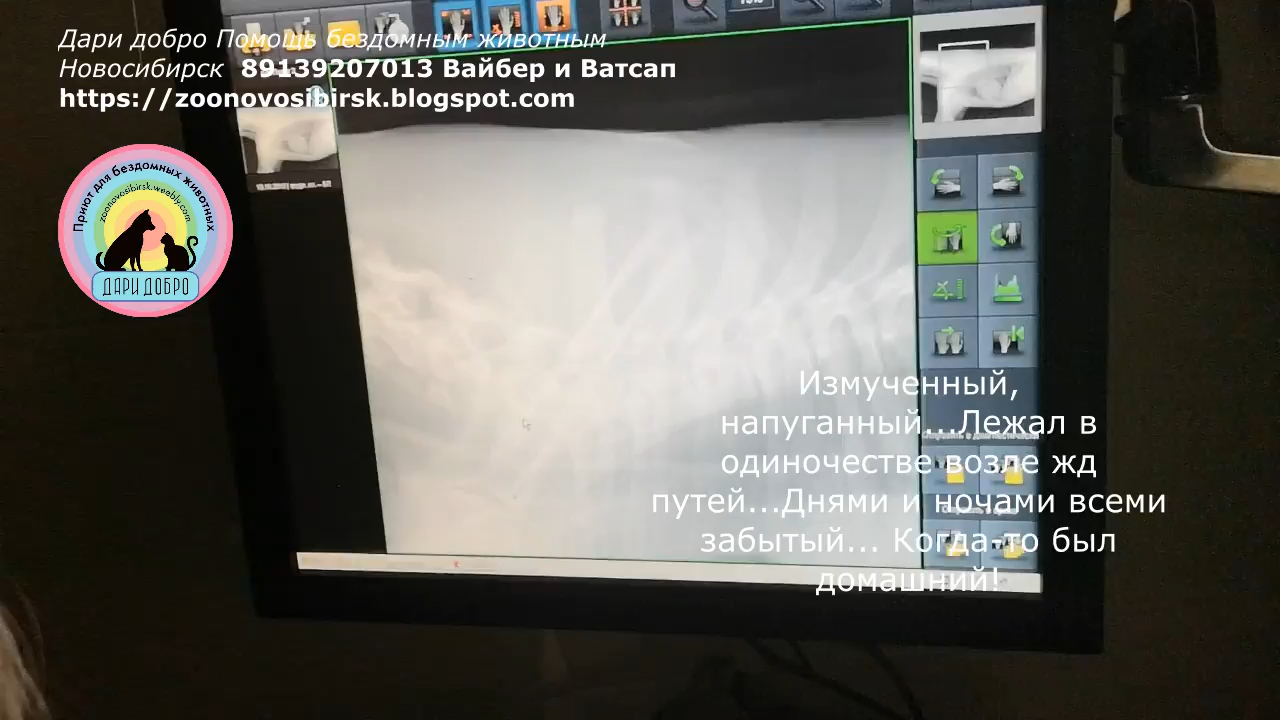 Дари добро Помощь бездомным животным
Новосибирск 89139207013 Вайбер и Ватсап
https://zoonovosibirsk.blogspot.com
Приют для бездомных животных
zoonovosibirsk.weebly.com
ДАРИ ДОБРО
Измученный,
напуганный...Лежал в
одиночестве возле жд
путей...Днями и ночами всеми
забытый... Когда-то был
домашний!